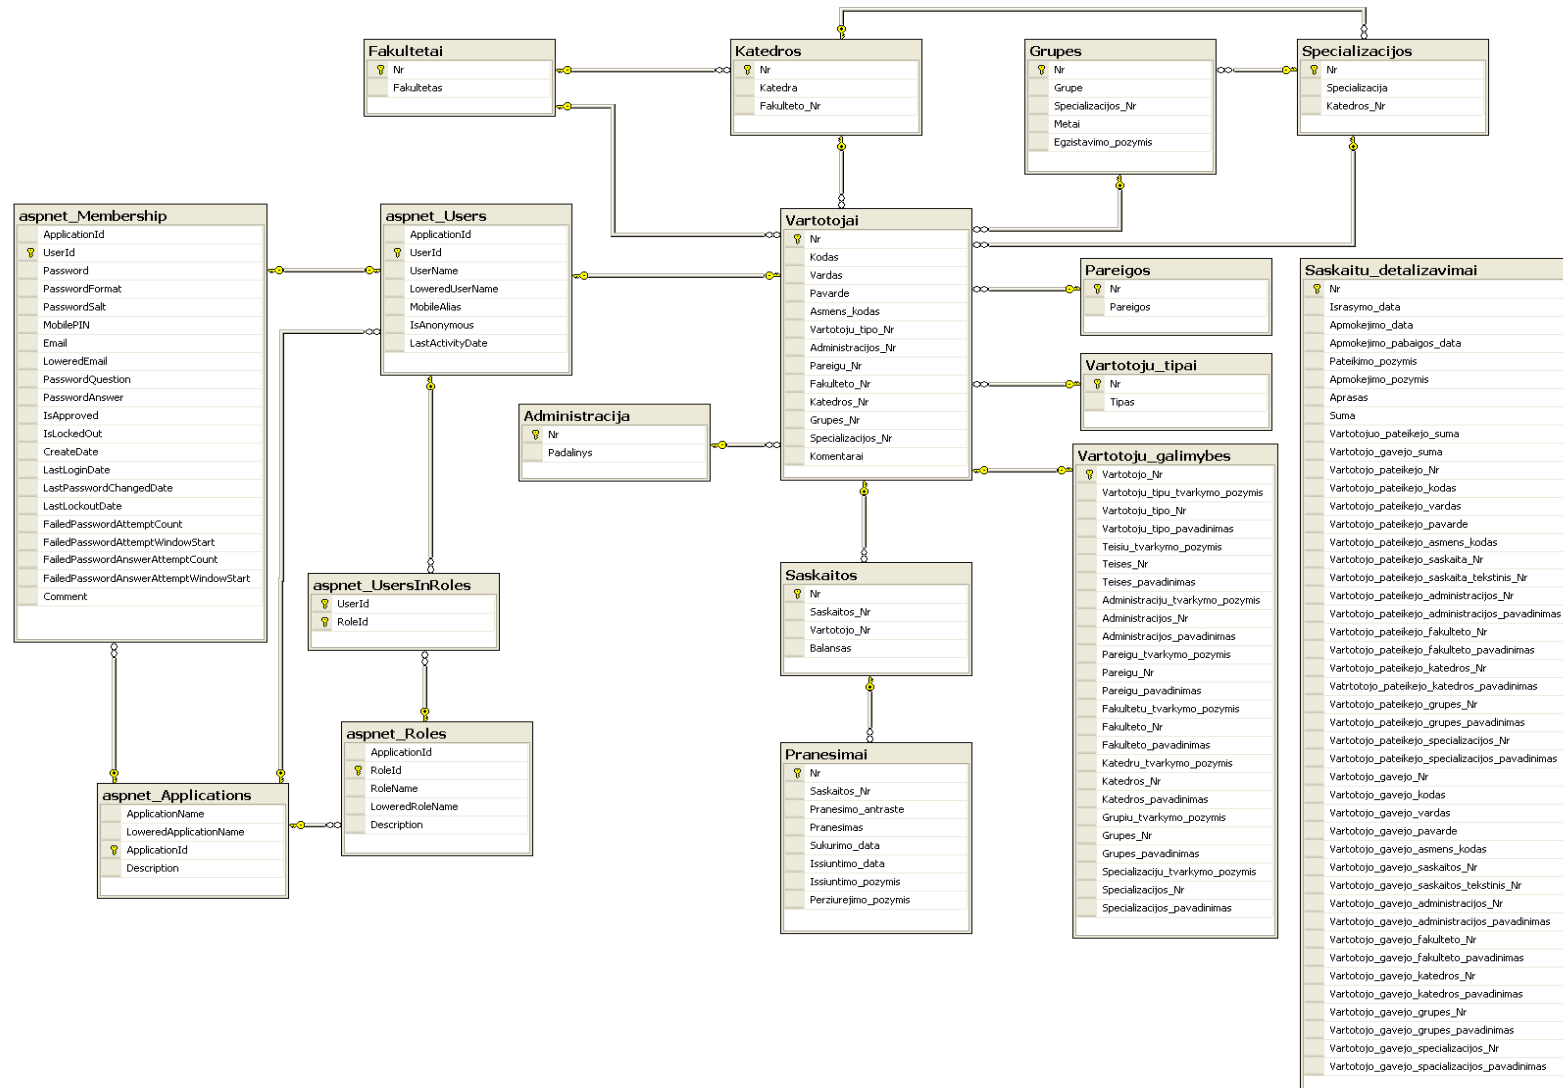 Fakultetai
Nr
Fakultetas
Katedros
Nr
Katedra
Fakulteto_Nr
Grupes
Nr
Grupe
Specializacijos_Nr
Metai
Egzistavimo_pozymis
Specializacijos
Nr
Specializacija
Katedros_Nr
aspnet_Membership
ApplicationId
UserId
Password
PasswordFormat
PasswordSalt
MobilePIN
Email
LoweredEmail
PasswordQuestion
PasswordAnswer
IsApproved
IsLockedOut
CreateDate
LastLoginDate
LastPasswordChangedDate
LastLockoutDate
FailedPasswordAttemptCount
FailedPasswordAttemptWindowStart
FailedPasswordAnswerAttemptCount
FailedPasswordAnswerAttemptWindowStart
Comment
aspnet_Users
ApplicationId
UserId
UserName
LoweredUserName
MobileAlias
IsAnonymous
LastActivityDate
Vartotojai
Nr
Kodas
Vardas
Pavarde
Asmens_kodas
Vartotoju_tipo_Nr
Administracijos_Nr
Pareigu_Nr
Fakulteto_Nr
Katedros_Nr
Grupes_Nr
Specializacijos_Nr
Komentarai
Pareigos
Nr
Pareigos
Vartotoju_tipai
Nr
Tipas
Administracija
Nr
Padalinys
Vartotoju_galimybes
Vartotojo_Nr
Vartotoju_tipu_tvarkymo_pozymis
Vartotoju_tipo_Nr
Vartotoju_tipo_pavadinimas
Teisiu_tvarkymo_pozymis
Teises_Nr
Teises_pavadinimas
Administraciju_tvarkymo_pozymis
Administracijos_Nr
Administracijos_pavadinimas
Pareigu_tvarkymo_pozymis
Pareigu_Nr
Pareigu_pavadinimas
Fakultetu_tvarkymo_pozymis
Fakulteto_Nr
Fakulteto_pavadinimas
Katedru_tvarkymo_pozymis
Katedros_Nr
Katedros_pavadinimas
Grupiu_tvarkymo_pozymis
Grupes_Nr
Grupes_pavadinimas
Specializaciju_tvarkymo_pozymis
Specializacijos_Nr
Specializacijos_pavadinimas
Saskaitu_detalizavimai
Nr
Israsymo_data
Apmokejimo_data
Apmokejimo_pabaigos_data
Pateikimo_pozymis
Apmokejimo_pozymis
Aprasas
Suma
Vartotojuo_pateikejo_suma
Vartotojo_gavejo_suma
Vartotojo_pateikejo_Nr
Vartotojo_pateikejo_kodas
Vartotojo_pateikejo_vardas
Vartotojo_pateikejo_pavarde
Vartotojo_pateikejo_asmens_kodas
Vartotojo_pateikejo_saskaita_Nr
Vartotojo_pateikejo_saskaita_tekstinis_Nr
Vartotojo_pateikejo_administracijos_Nr
Vartotojo_pateikejo_administracijos_pavadinimas
Vartotojo_pateikejo_fakulteto_Nr
Vartotojo_pateikejo_fakulteto_pavadinimas
Vartotojo_pateikejo_katedros_Nr
Vatrtotojo_pateikejo_katedros_pavadinimas
Vartotojo_pateikejo_grupes_Nr
Vartotojo_pateikejo_grupes_pavadinimas
Vartotojo_pateikejo_specializacijos_Nr
Vartotojo_pateikejo_specializacijos_pavadinimas
Vartotojo_gavejo_Nr
Vartotojo_gavejo_kodas
Vartotojo_gavejo_vardas
Vartotojo_gavejo_pavarde
Vartotojo_gavejo_asmens_kodas
Vartotojo_gavejo_saskaitos_Nr
Vartotojo_gavejo_saskaitos_tekstinis_Nr
Vartotojo_gavejo_administracijos_Nr
Vartotojo_gavejo_administracijos_pavadinimas
Vartotojo_gavejo_fakulteto_Nr
Vartotojo_gavejo_fakulteto_pavadinimas
Vartotojo_gavejo_katedros_Nr
Vartotojo_gavejo_katedros_pavadinimas
Vartotojo_gavejo_grupes_Nr
Vartotojo_gavejo_grupes_pavadinimas
Vartotojo_gavejo_specializacijos_Nr
Vartotojo_gavejo_spacializacijos_pavadinimas
aspnet_UsersInRoles
UserId
RoleId
Saskaitos
Nr
Saskaitos_Nr
Vartotojo_Nr
Balansas
aspnet_Roles
ApplicationId
RoleId
RoleName
LoweredRoleName
Description
Pranesimai
Nr
Saskaitos_Nr
Pranesimo_antraste
Pranesimas
Sukurimo_data
Issiuntimo_data
Issiuntimo_pozymis
Perziurejimo_pozymis
aspnet_Applications
ApplicationName
LoweredApplicationName
ApplicationId
Description